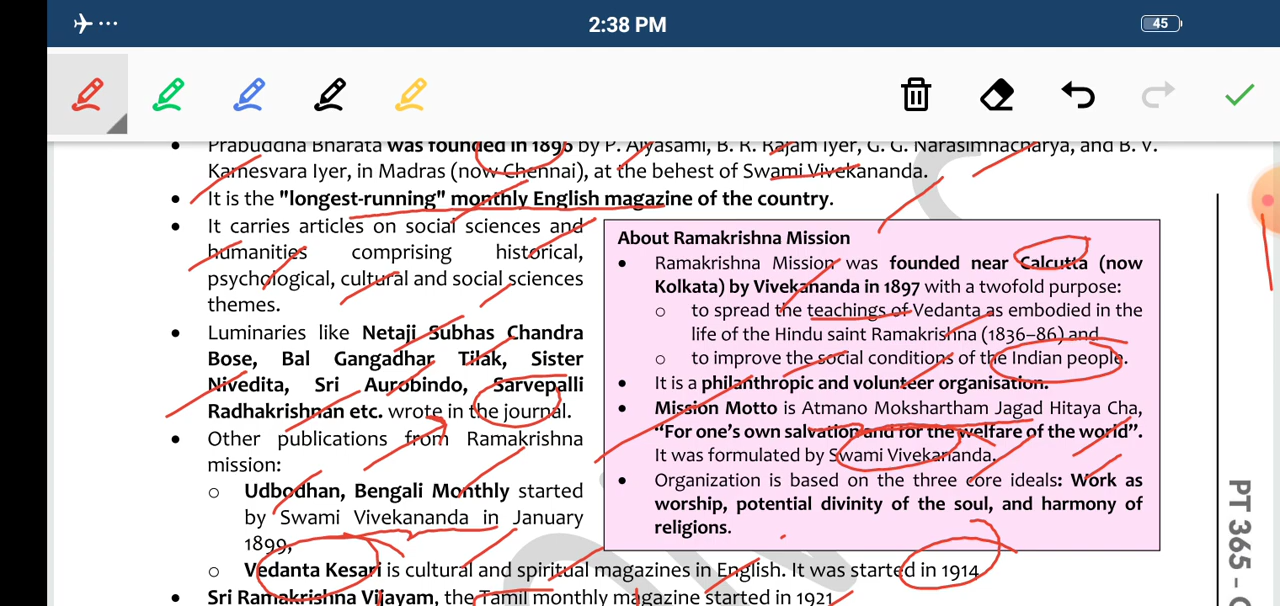 2:38 PM
45
Prabuddha Bharata was founded in 1896 by P. Aiyasami, B. R. Rajam Iyer, G. G. Narasimhacharya, and B. V.
Kamesvara Iyer, in Madras (now Chennai), at the behest of Swami Vivekananda.
• It is the "longest-running" monthly English magazine of the country.
• It carries articles on social sciences and
humanities comprising historical,
psychological, cultural and social sciences
themes.
• Luminaries like Netaji Subhas Chandra
Bose, Bal Gangadhar Tilak, Sister
Nivedita, Sri Aurobindo, Sarvepalli
Radhakrishnan etc. wrote in the journal.
• Other publications from Ramakrishna
mission:
o Udbodhan, Bengali Monthly started
by Swami Vivekananda in January
1899,
o Vedanta Kesari is cultural and spiritual magazines in English. It was started in 1914
• Sri Ramakrishna Vijayam, the Tamil monthly magazine started in 1921
About Ramakrishna Mission
• Ramakrishna Mission was founded near Calcutta (now
Kolkata) by Vivekananda in 1897 with a twofold purpose:
o to spread the teachings of Vedanta as embodied in the
life of the Hindu saint Ramakrishna (1836–86) and
o to improve the social conditions of the Indian people.
• It is a philanthropic and volunteer organisation.
• Mission Motto is Atmano Mokshartham Jagad Hitaya Cha,
“For one’s own salvation and for the welfare of the world”.
It was formulated by Swami Vivekananda.
• Organization is based on the three core ideals: Work as
worship, potential divinity of the soul, and harmony of
religions.
PT 365 -